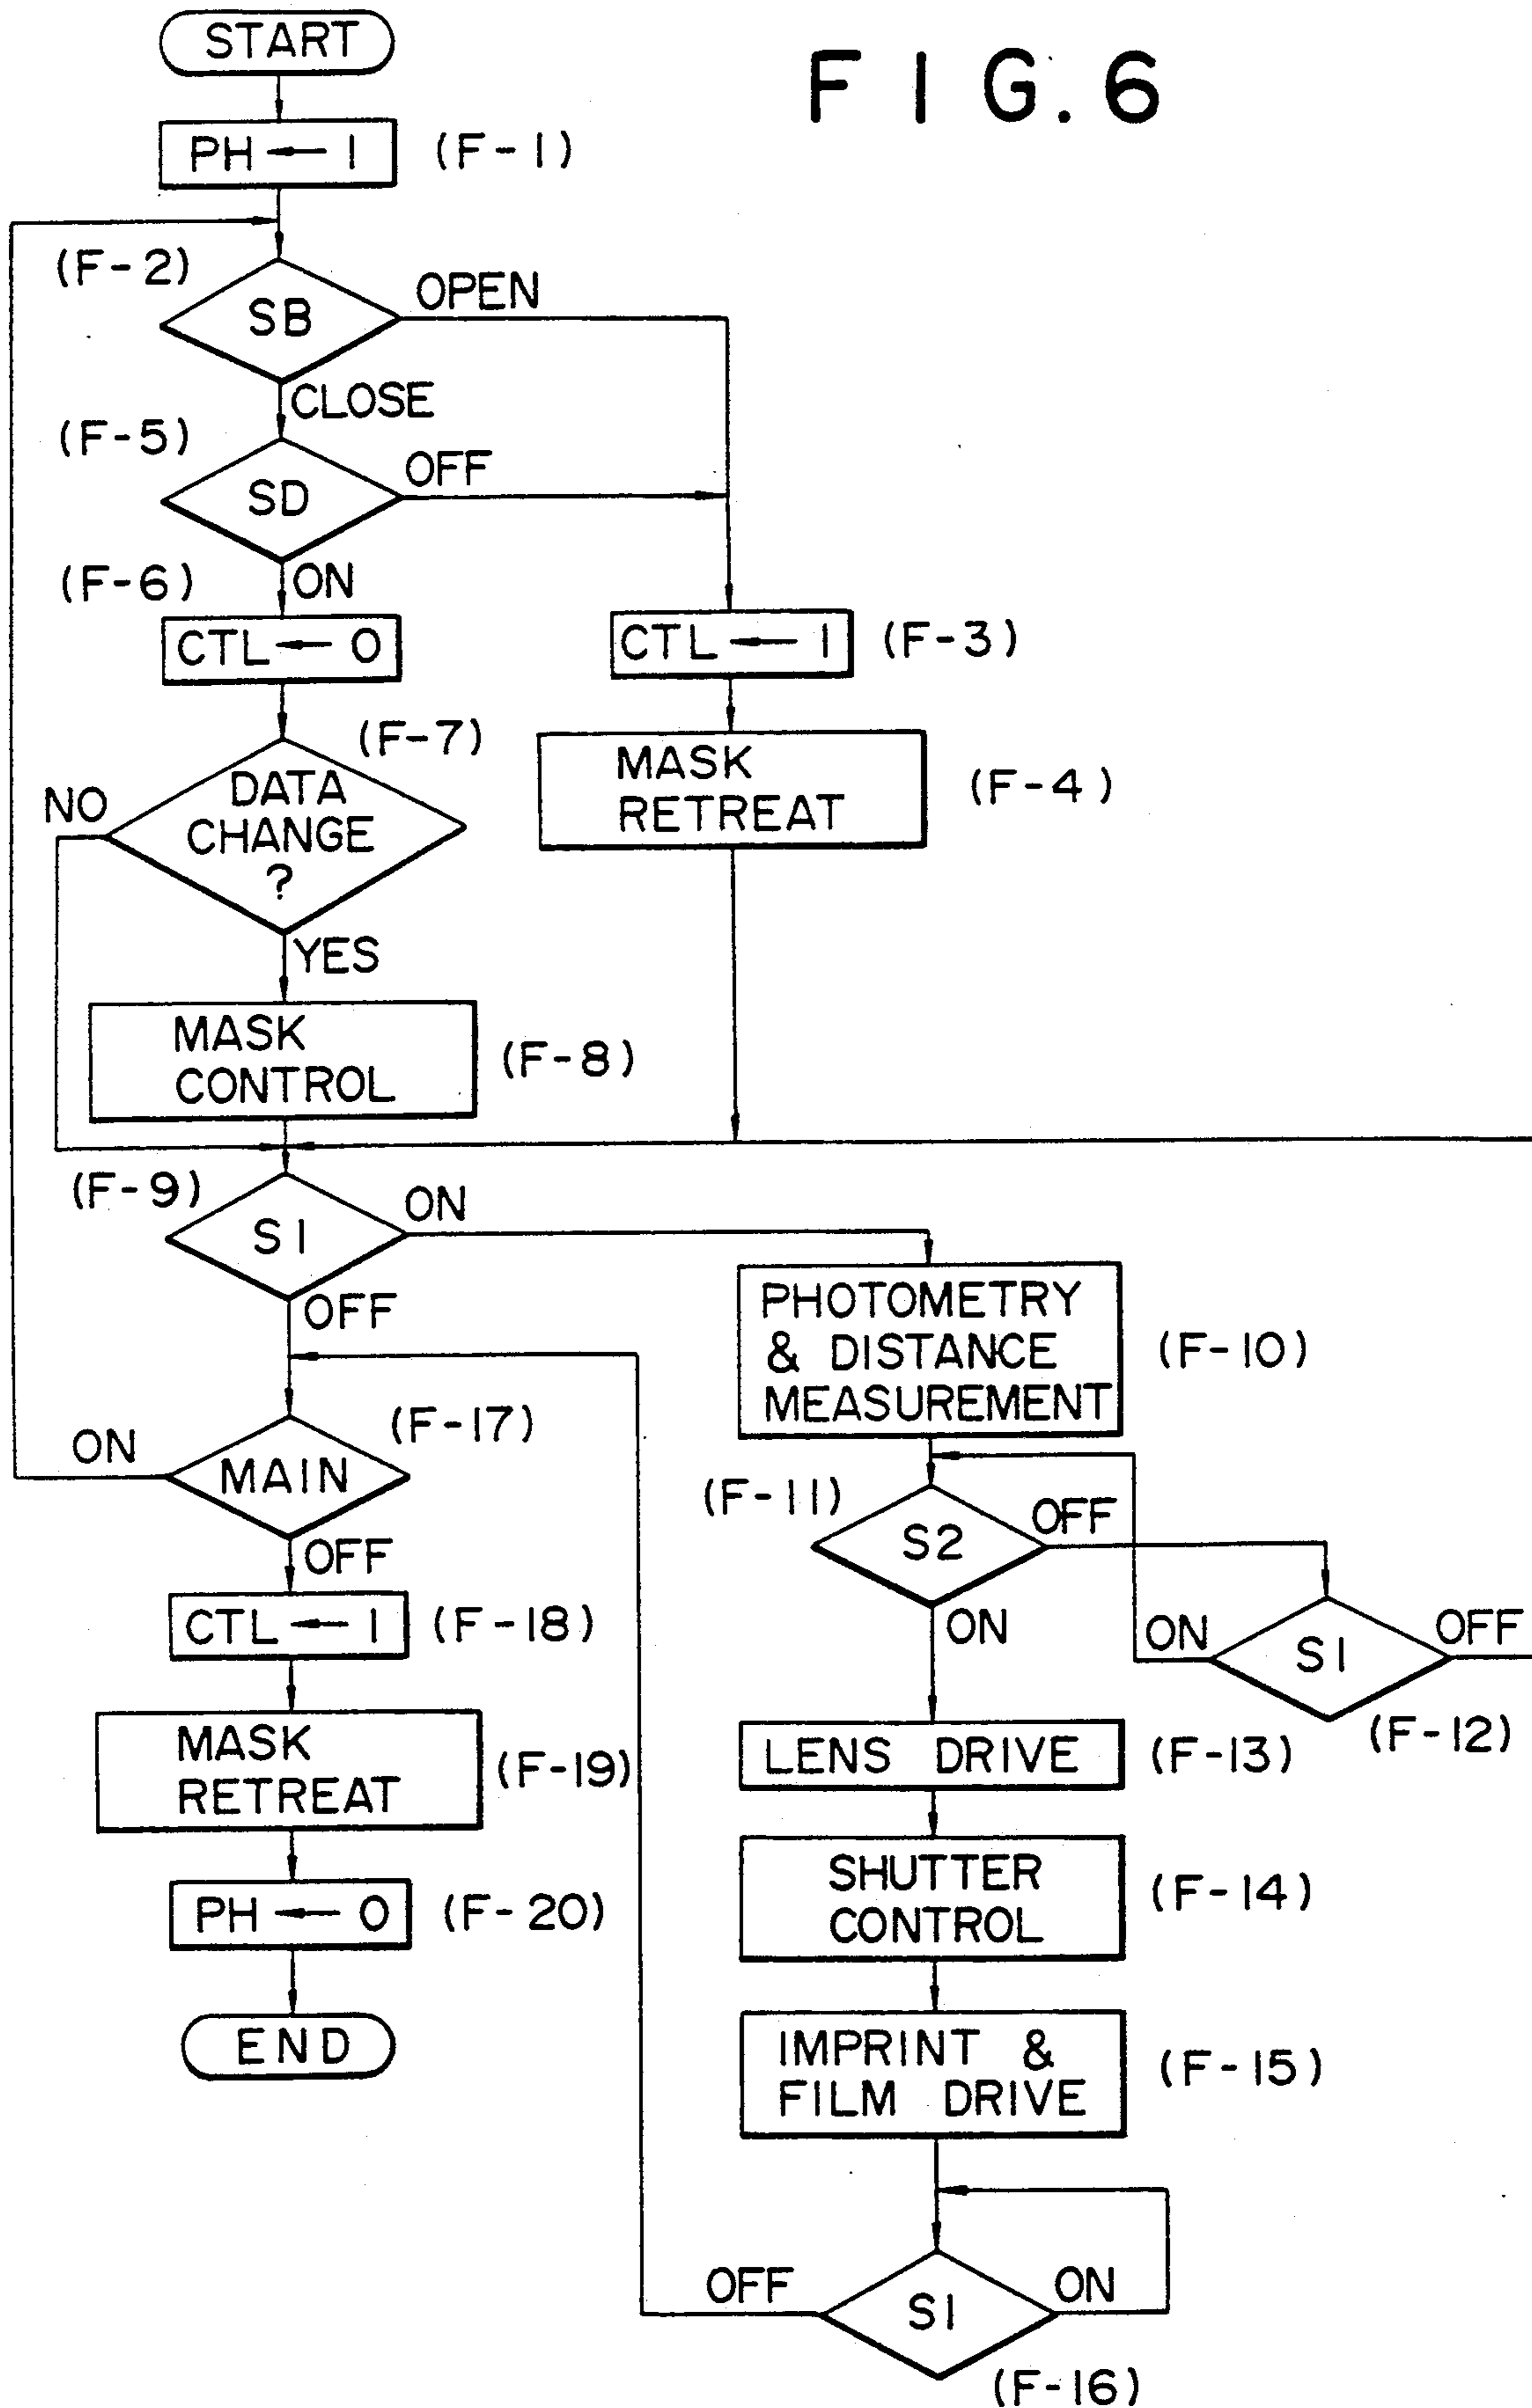 FIG.6
START
PH ← 1 (F-1)
(F-2)
SB
OPEN
CLOSE
(F-5)
SD
OFF
(F-6)
ON
CTL ← 0
CTL ← 1 (F-3)
(F-7)
DATA
CHANGE
?
NO
YES
MASK
RETREAT
(F-4)
MASK
CONTROL
(F-8)
(F-9)
S1
ON
OFF
PHOTOMETRY
& DISTANCE
MEASUREMENT
(F-10)
(F-17)
MAIN
ON
OFF
(F-11)
S2
OFF
ON
S1
ON
OFF
(F-12)
CTL ← 1 (F-18)
MASK
RETREAT
(F-19)
PH ← 0 (F-20)
END
LENS DRIVE (F-13)
SHUTTER
CONTROL
(F-14)
IMPRINT &
FILM DRIVE
(F-15)
S1
OFF
ON
(F-16)